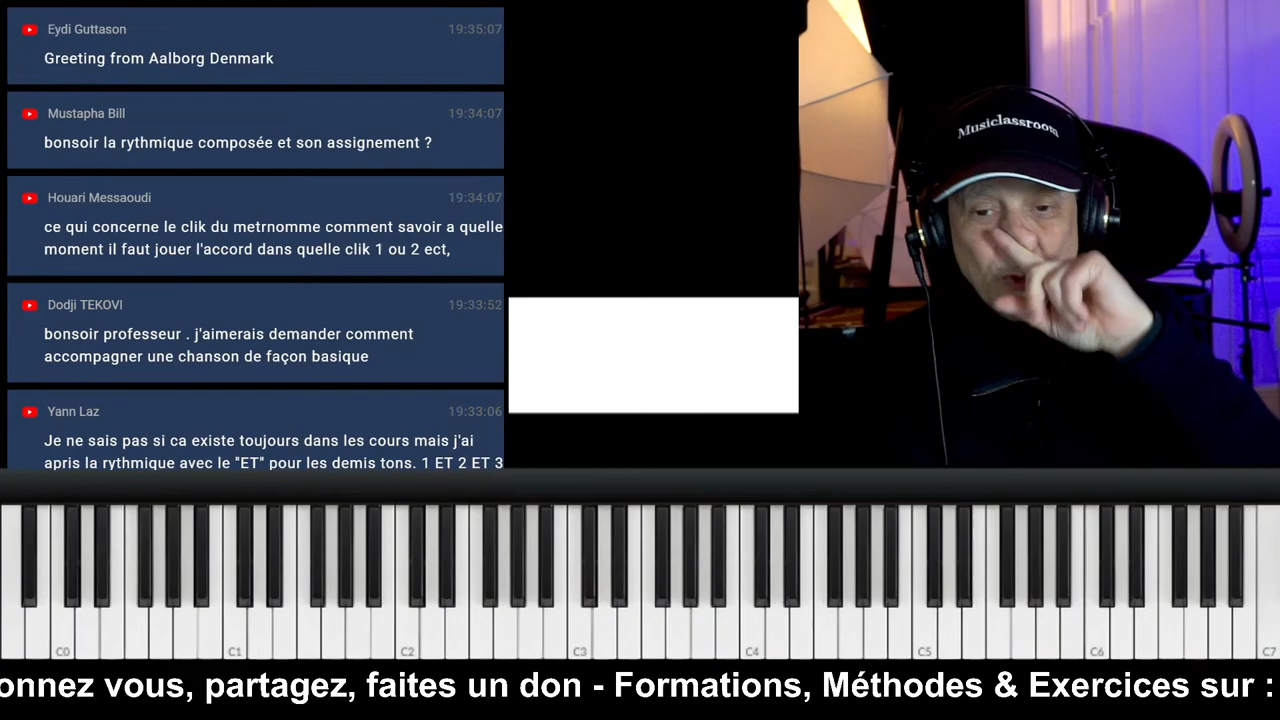 Eydi Guttason 19:35:07
Greeting from Aalborg Denmark
Mustapha Bill 19:34:07
bonsoir la rythmique composée et son assignement ?
Houari Messaoudi 19:34:07
ce qui concerne le clik du metrnomme comment savoir a quelle
moment il faut jouer l'accord dans quelle clik 1 ou 2 ect,
Dodji TEKOVI 19:33:52
bonsoir professeur . j'aimerais demander comment
accompagner une chanson de façon basique
Yann Laz 19:33:06
Je ne sais pas si ca existe toujours dans les cours mais j'ai
apris la rythmique avec le "ET" pour les demis tons. 1 ET 2 ET 3
Musiclassroom
C0 C1 C2 C3 C4 C5 C6 C7
onnez vous, partagez, faites un don - Formations, Méthodes & Exercices sur :